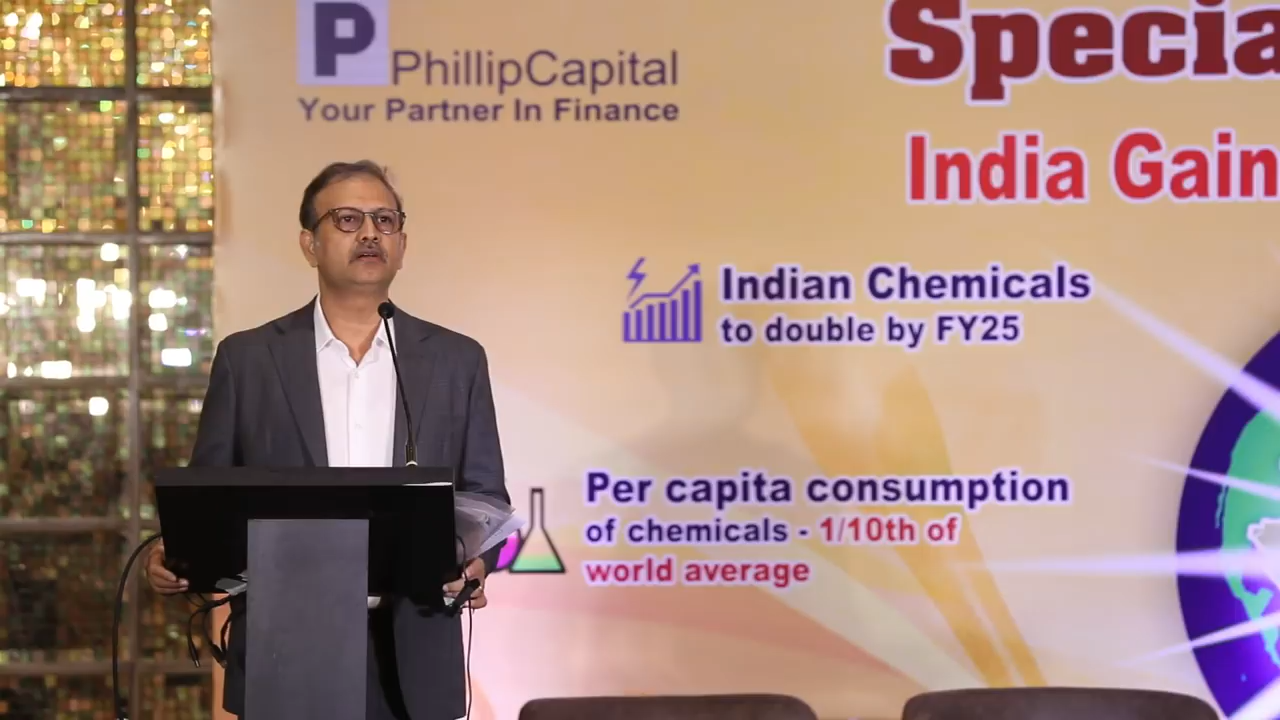 P
PhillipCapital
Your Partner In Finance
Specia
India Gain
Indian Chemicals
to double by FY25
Per capita consumption
of chemicals - 1/10th of
world average